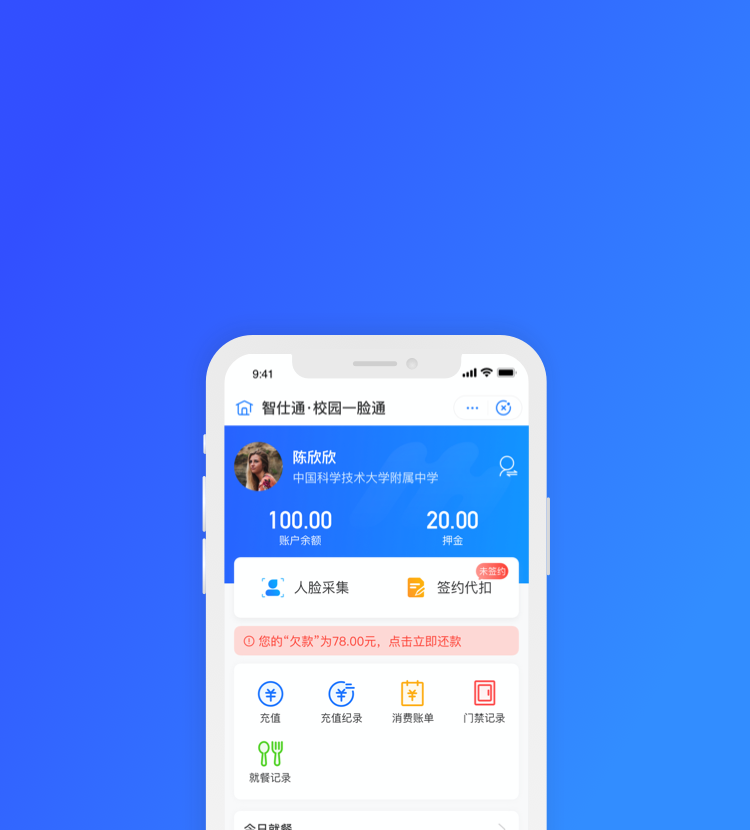 9:41
智仕通·校园一脸通
陈欣欣
中国科学技术大学附属中学
100.00
20.00
账户余额
押金
未签约
人脸采集
签约代扣
您的“欠款”为78.00元，点击立即还款
充值
充值纪录
消费账单
门禁记录
就餐记录
今日就餐